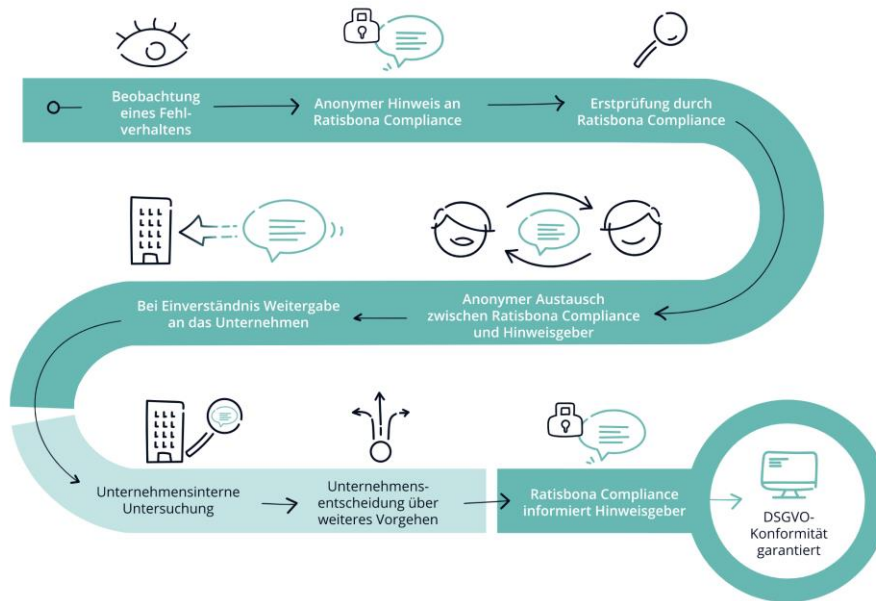 Beobachtung
eines Fehl-
verhaltens
Anonymer Hinweis an
Ratisbona Compliance
Erstprüfung durch
Ratisbona Compliance
Anonymer Austausch
zwischen Ratisbona Compliance
und Hinweisgeber
Bei Einverständnis Weitergabe
an das Unternehmen
Unternehmensinterne
Untersuchung
Unternehmens-
entscheidung über
weiteres Vorgehen
Ratisbona Compliance
informiert Hinweisgeber
DSGVO-
Konformität
garantiert